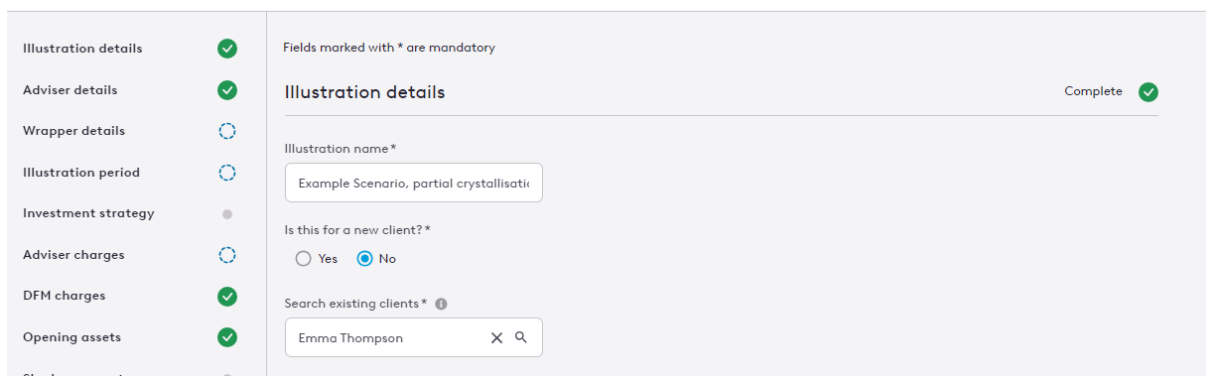 Illustration details
Adviser details
Wrapper details
Illustration period
Investment strategy
Adviser charges
DFM charges
Opening assets
Fields marked with * are mandatory
Illustration details
Complete
Illustration name*
Example Scenario, partial crystallisatio
Is this for a new client?*
Yes No
Search existing clients*
Emma Thompson